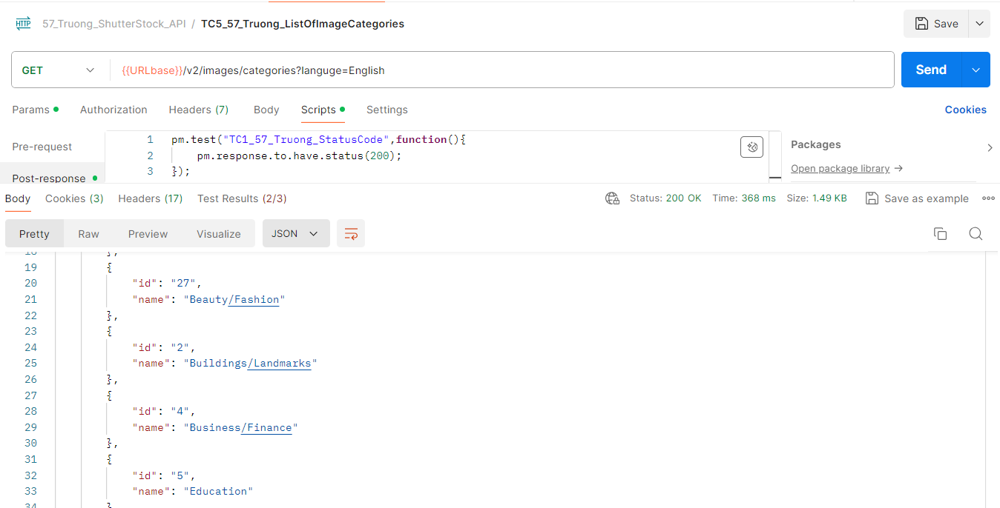 HTTP 57_Truong_ShutterStock_API / TC5_57_Truong_ListOfImageCategories Save
GET {{URLbase}}/v2/images/categories?languge=English Send
Params Authorization Headers (7) Body Scripts Settings Cookies
Pre-request
Post-response
1 pm.test("TC1_57_Truong_StatusCode",function(){
2 pm.response.to.have.status(200);
3 });
Packages
Open package library →
Body Cookies (3) Headers (17) Test Results (2/3) Status: 200 OK Time: 368 ms Size: 1.49 KB Save as example
Pretty Raw Preview Visualize JSON
18 },
19 {
20 "id": "27",
21 "name": "Beauty/Fashion"
22 },
23 {
24 "id": "2",
25 "name": "Buildings/Landmarks"
26 },
27 {
28 "id": "4",
29 "name": "Business/Finance"
30 },
31 {
32 "id": "5",
33 "name": "Education"
34 }